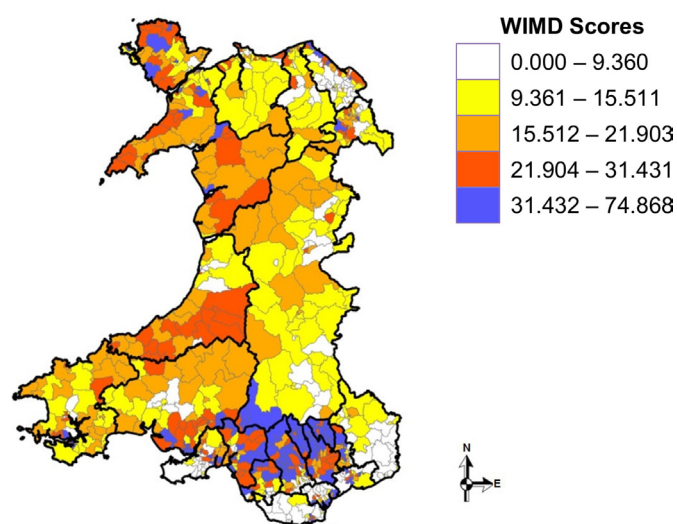 WIMD Scores
0.000 – 9.360
9.361 – 15.511
15.512 – 21.903
21.904 – 31.431
31.432 – 74.868
N
E